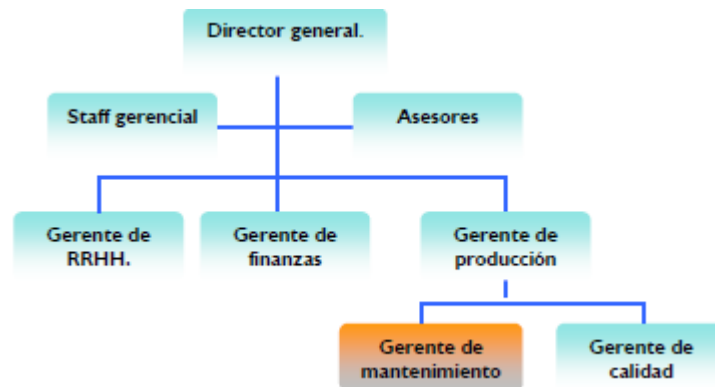 Director general.
Staff gerencial
Asesores
Gerente de
RRHH.
Gerente de
finanzas
Gerente de
producción
Gerente de
mantenimiento
Gerente de
calidad